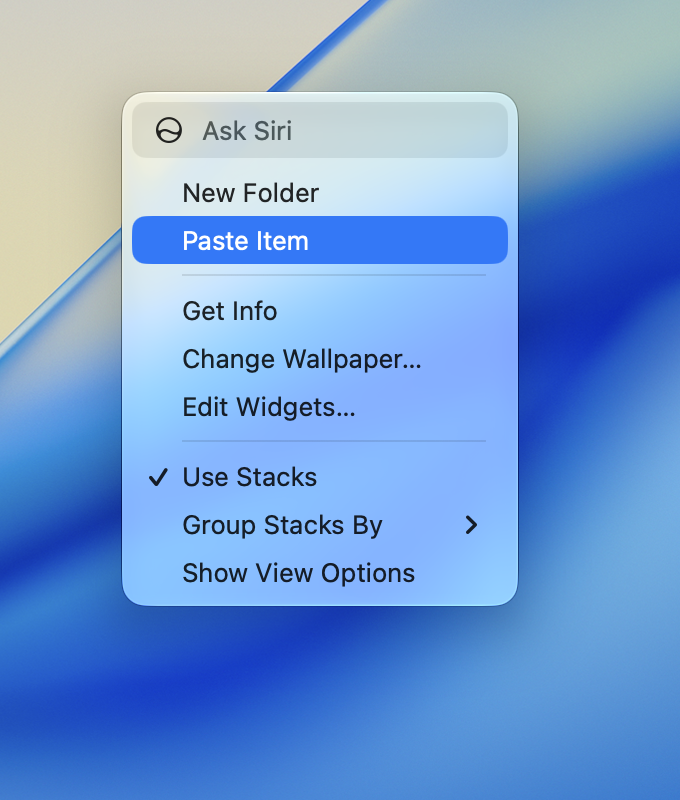 Ask Siri
New Folder
Paste Item
Get Info
Change Wallpaper...
Edit Widgets...
Use Stacks
Group Stacks By
Show View Options